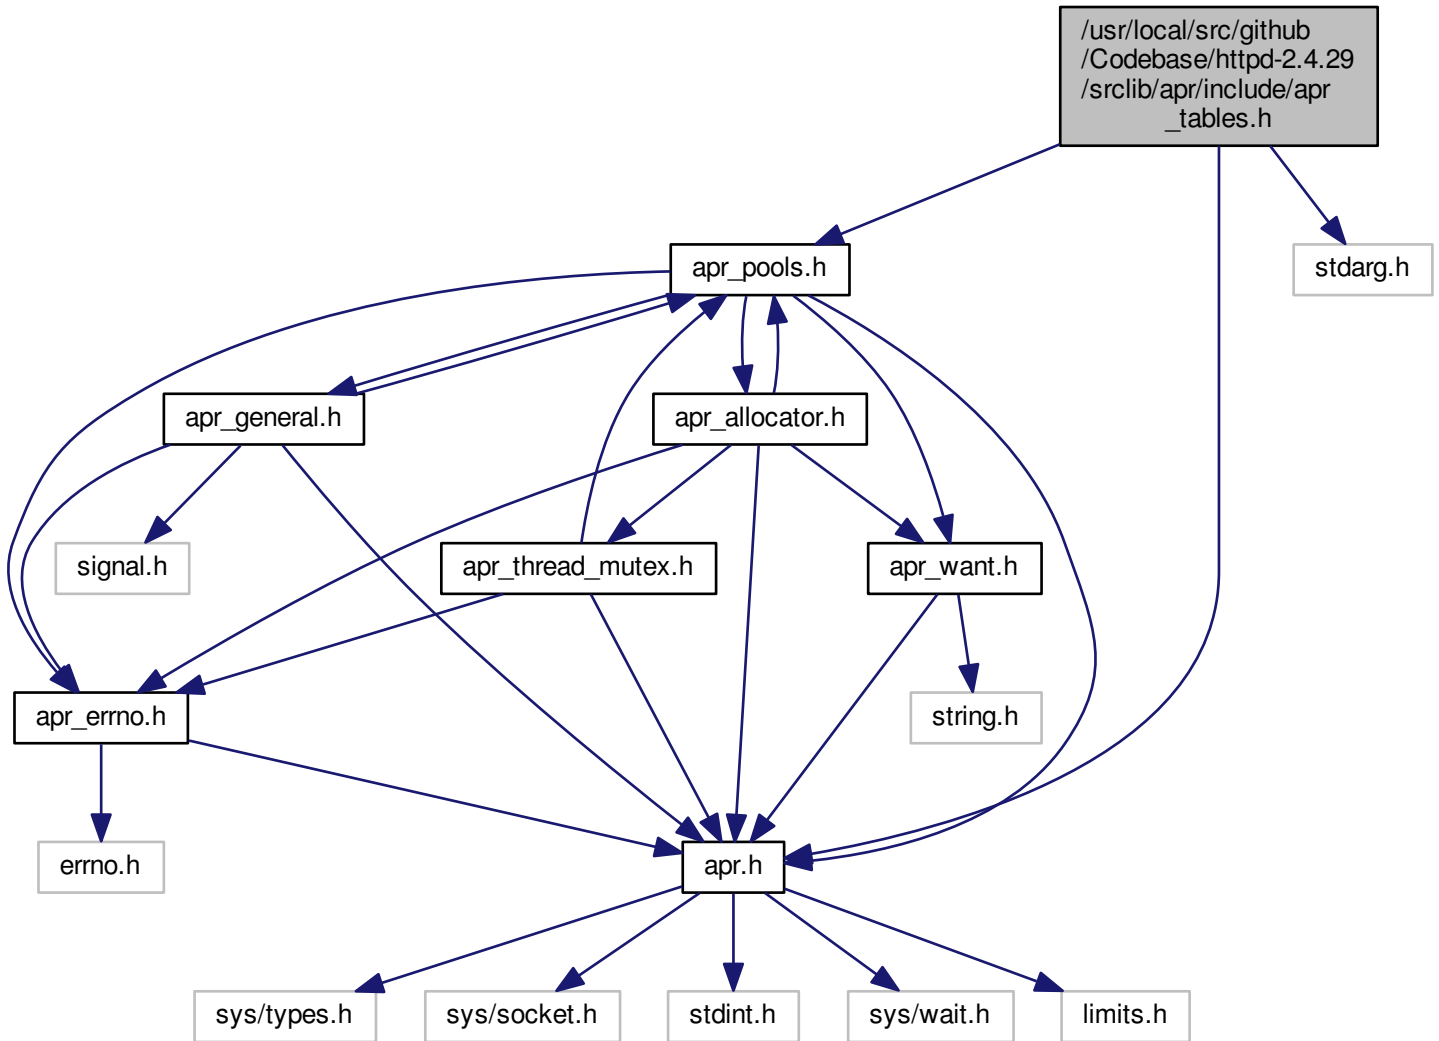 /usr/local/src/github
/Codebase/httpd-2.4.29
/srclib/apr/include/apr
_tables.h
apr_pools.h
stdarg.h
apr_general.h
apr_allocator.h
signal.h
apr_thread_mutex.h
apr_want.h
apr_errno.h
string.h
errno.h
apr.h
sys/types.h
sys/socket.h
stdint.h
sys/wait.h
limits.h